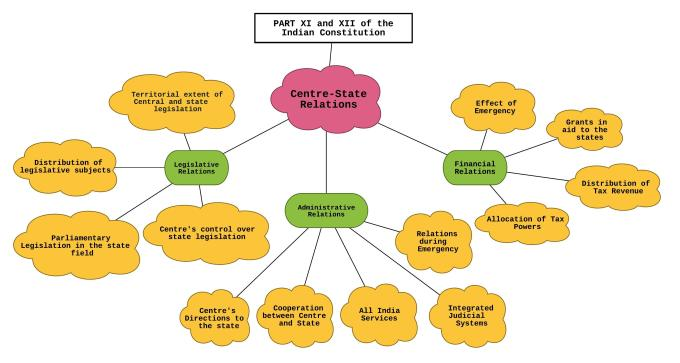 PART XI and XII of the
Indian Constitution
Centre-State
Relations
Territorial extent of
Central and state
legislation
Effect of
Emergency
Grants in
aid to the
states
Distribution of
legislative subjects
Legislative
Relations
Financial
Relations
Distribution of
Tax Revenue
Administrative
Relations
Allocation of Tax
Powers
Parliamentary
Legislation in the state
field
Centre's control over
state legislation
Relations
during
Emergency
Centre's
Directions to
the state
Cooperation
between Centre
and State
All India
Services
Integrated
Judicial
Systems